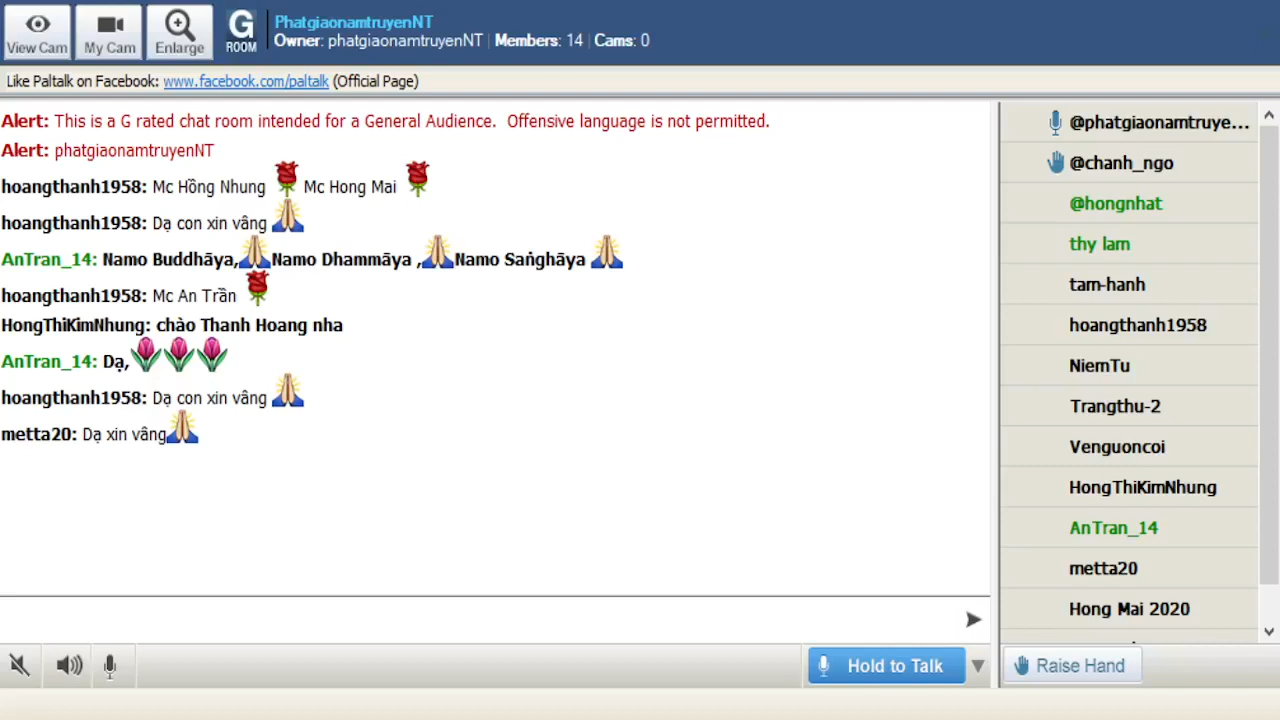 View Cam
My Cam
Enlarge
G
ROOM
PhatgiaonamtruyenNT
Owner: phatgiaonamtruyenNT | Members: 14 | Cams: 0
Like Paltalk on Facebook: www.facebook.com/paltalk (Official Page)
Alert: This is a G rated chat room intended for a General Audience. Offensive language is not permitted.
Alert: phatgiaonamtruyenNT
hoangthanh1958: Mc Hồng Nhung Mc Hong Mai
hoangthanh1958: Dạ con xin vâng
AnTran_14: Namo Buddhāya, Namo Dhammāya , Namo Saṅghāya
hoangthanh1958: Mc An Trần
HongThiKimNhung: chào Thanh Hoang nha
AnTran_14: Dạ,
hoangthanh1958: Dạ con xin vâng
metta20: Dạ xin vâng
@phatgiaonamtruye...
@chanh_ngo
@hongnhat
thy lam
tam-hanh
hoangthanh1958
NiemTu
Trangthu-2
Venguoncoi
HongThiKimNhung
AnTran_14
metta20
Hong Mai 2020
Hold to Talk
Raise Hand